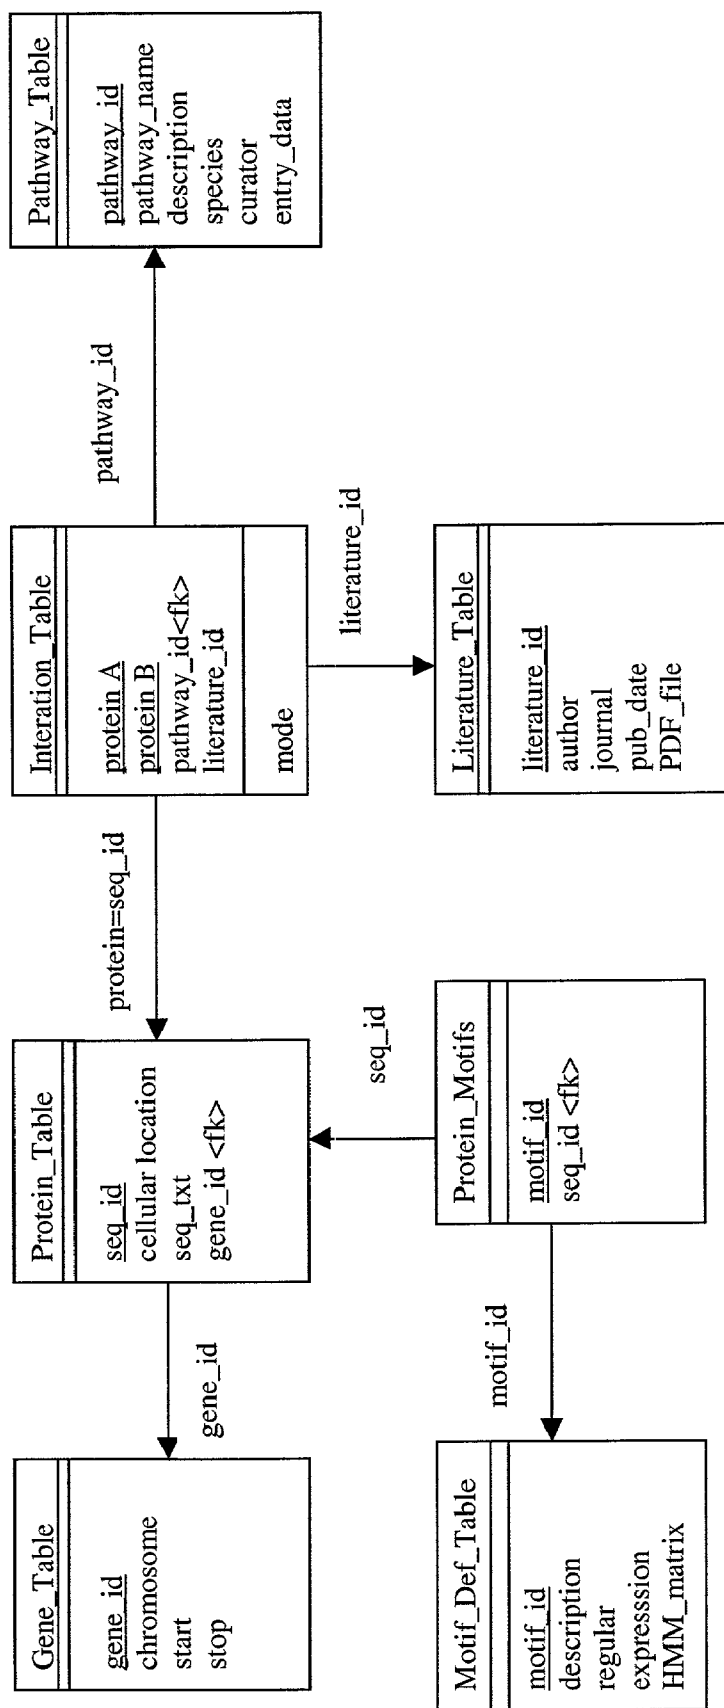 Gene_Table
gene_id
chromosome
start
stop
gene_id
Protein_Table
seq_id
cellular location
seq_txt
gene_id <fk>
protein=seq_id
Interation_Table
protein A
protein B
pathway_id<fk>
literature_id
mode
pathway_id
Pathway_Table
pathway_id
pathway_name
description
species
curator
entry_data
Motif_Def_Table
motif_id
description
regular
expresssion
HMM_matrix
motif_id
Protein_Motifs
motif_id
seq_id <fk>
seq_id
Literature_Table
literature_id
author
journal
pub_date
PDF_file
literature_id